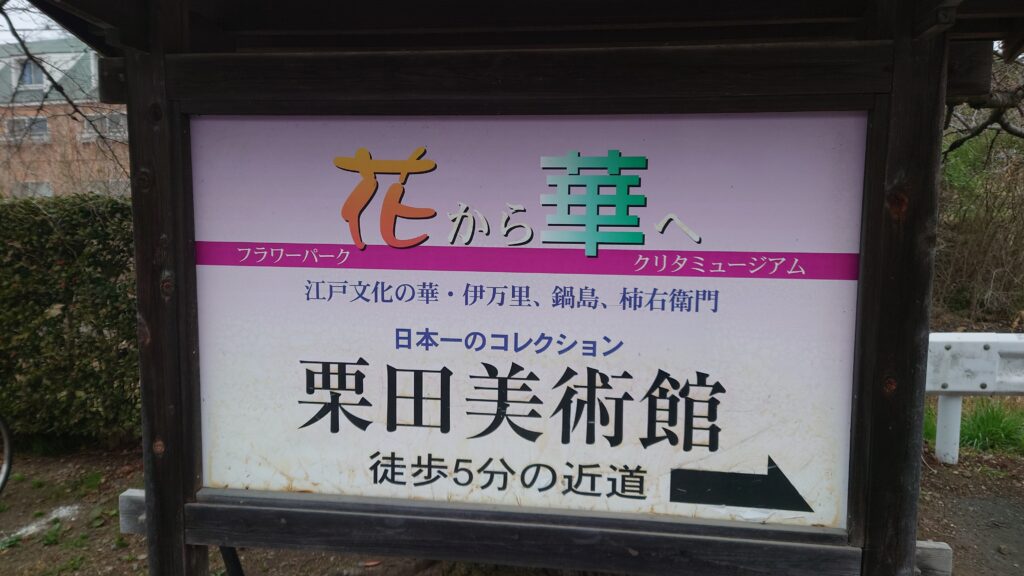 花から華へ
フラワーパーク クリタミュージアム
江戸文化の華・伊万里、鍋島、柿右衛門
日本一のコレクション
栗田美術館
徒歩5分の近道